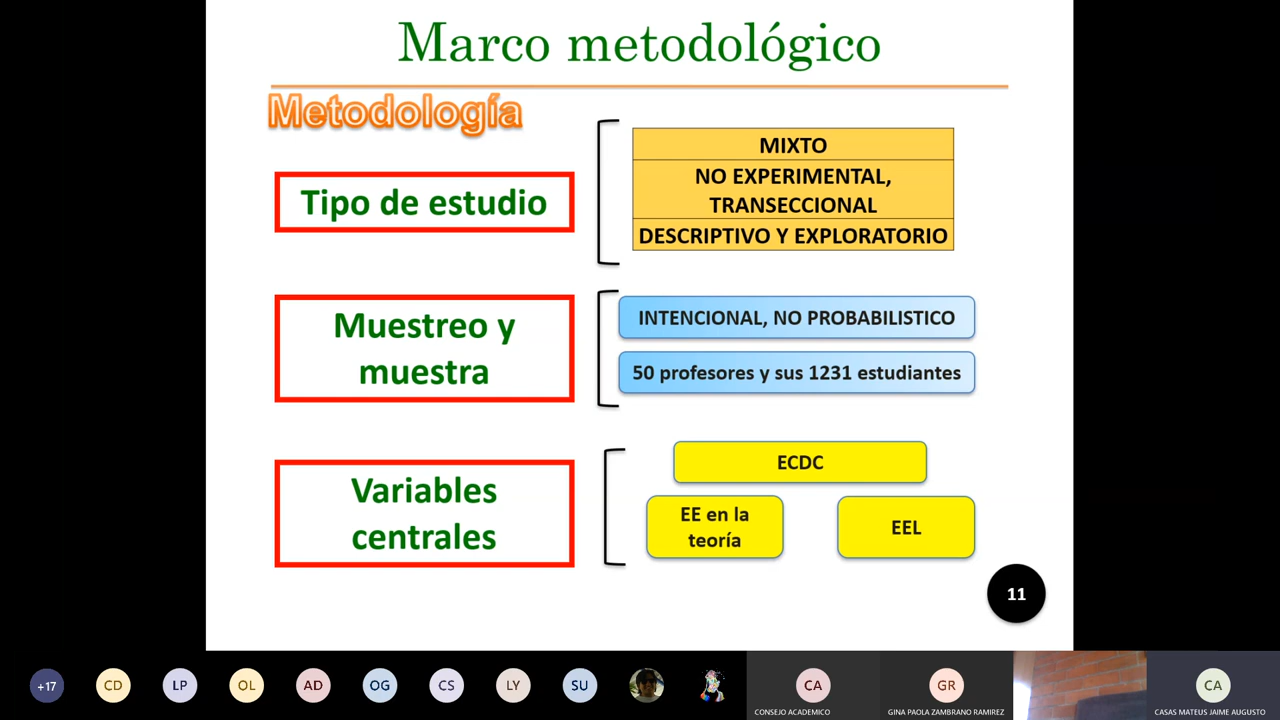 Marco metodológico
Metodología
Tipo de estudio
MIXTO
NO EXPERIMENTAL,
TRANSECCIONAL
DESCRIPTIVO Y EXPLORATORIO
Muestreo y
muestra
INTENCIONAL, NO PROBABILISTICO
50 profesores y sus 1231 estudiantes
Variables
centrales
ECDC
EE en la
teoría
EEL
11
+17
CD
LP
OL
AD
OG
CS
LY
SU
CA
CONSEJO ACADEMICO
GR
GINA PAOLA ZAMBRANO RAMIREZ
CA
CASAS MATEUS JAIME AUGUSTO